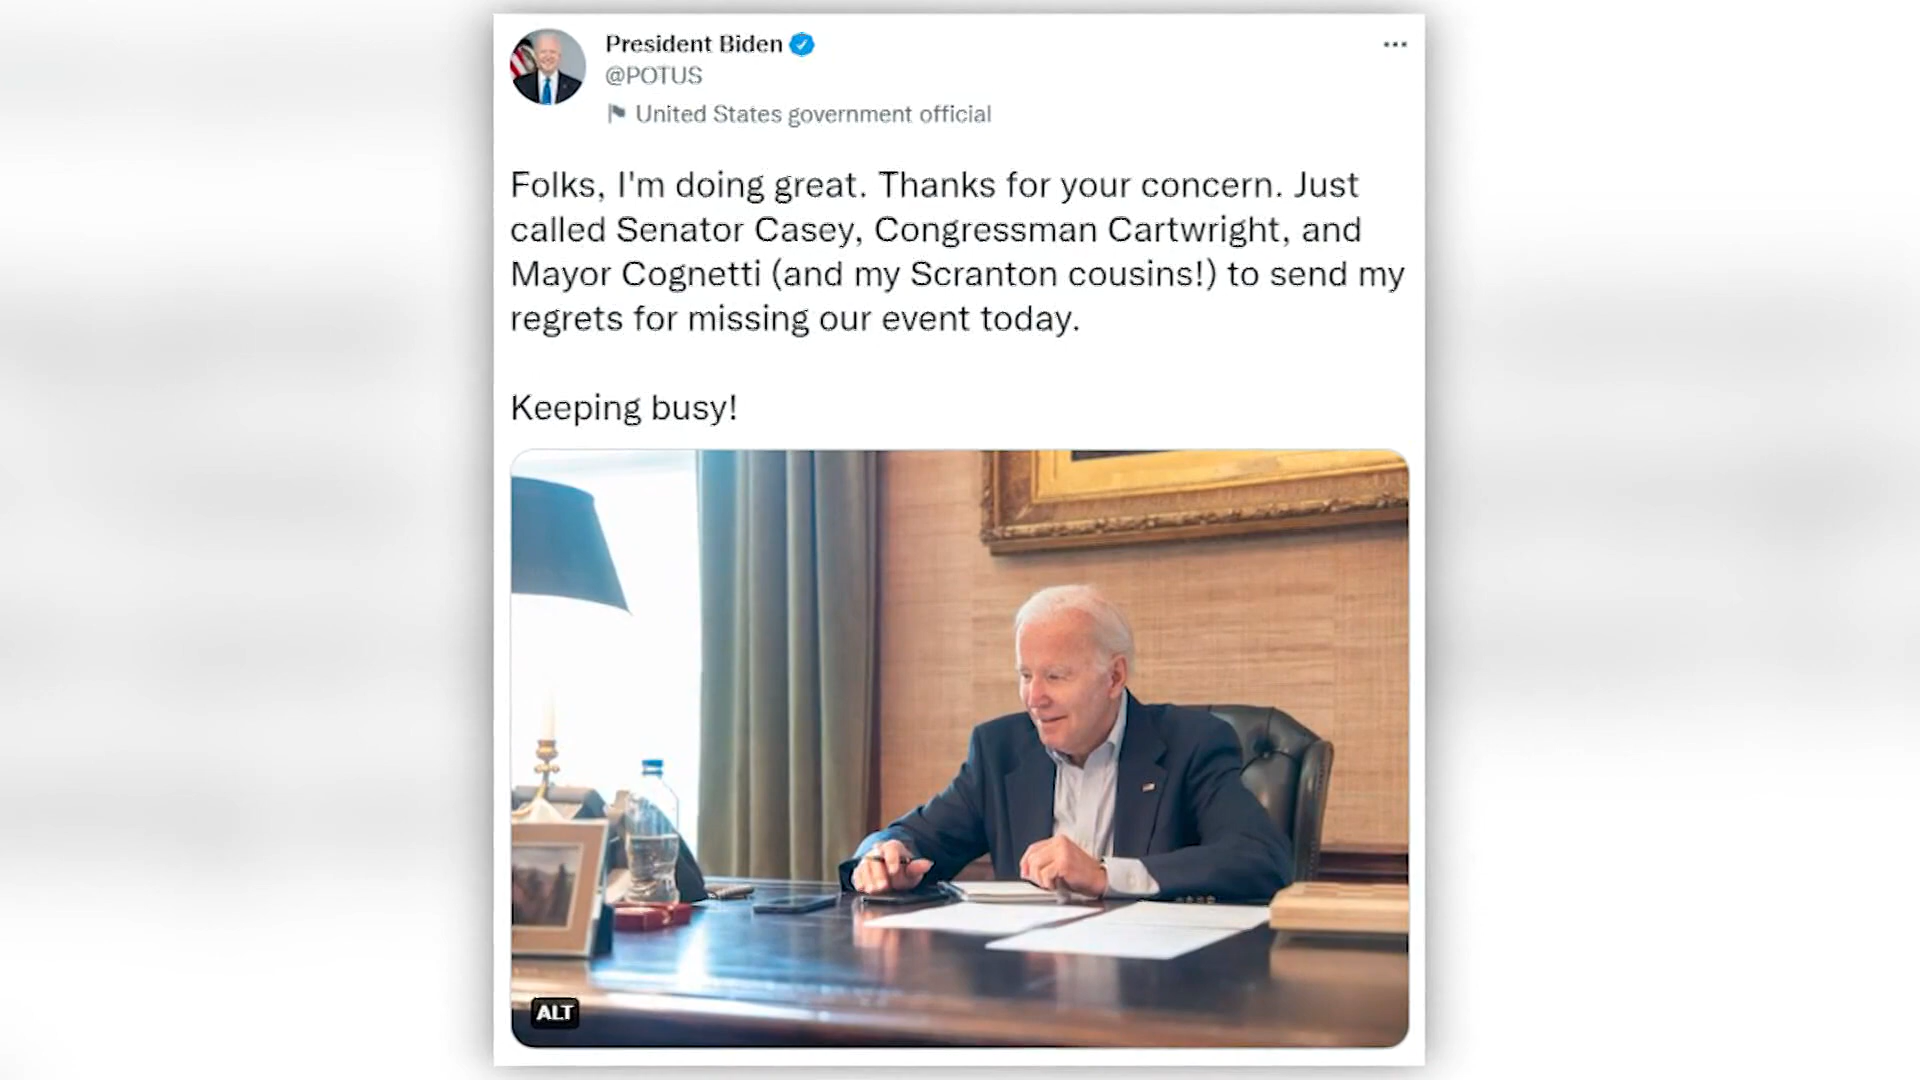 President Biden
@POTUS
United States government official
Folks, I'm doing great. Thanks for your concern. Just
called Senator Casey, Congressman Cartwright, and
Mayor Cognetti (and my Scranton cousins!) to send my
regrets for missing our event today.
Keeping busy!
ALT